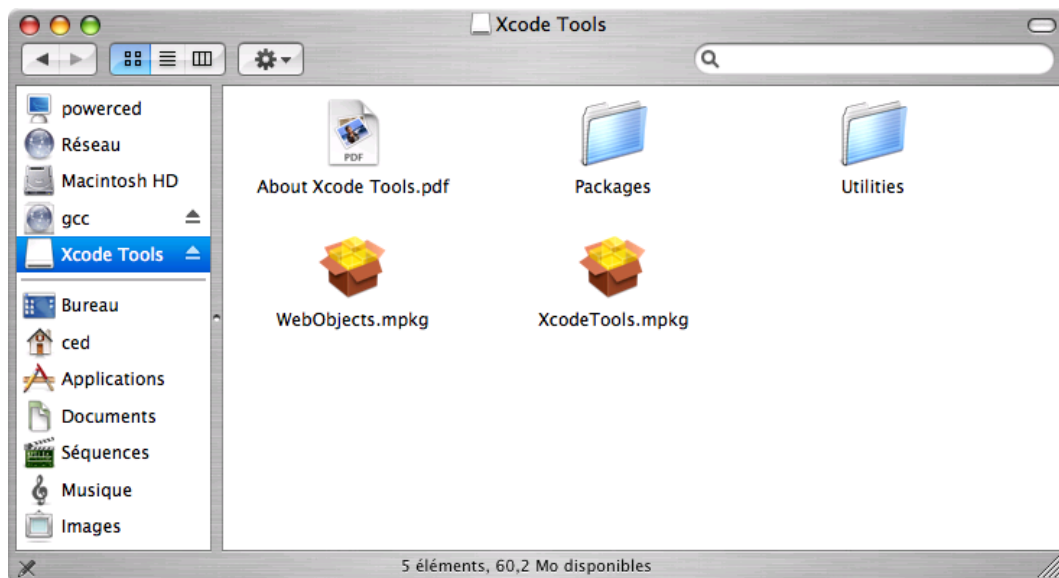 Xcode Tools
powerced
Réseau
Macintosh HD
gcc
Xcode Tools
Bureau
ced
Applications
Documents
Séquences
Musique
Images
PDF
About Xcode Tools.pdf
Packages
Utilities
WebObjects.mpkg
XcodeTools.mpkg
5 éléments, 60,2 Mo disponibles